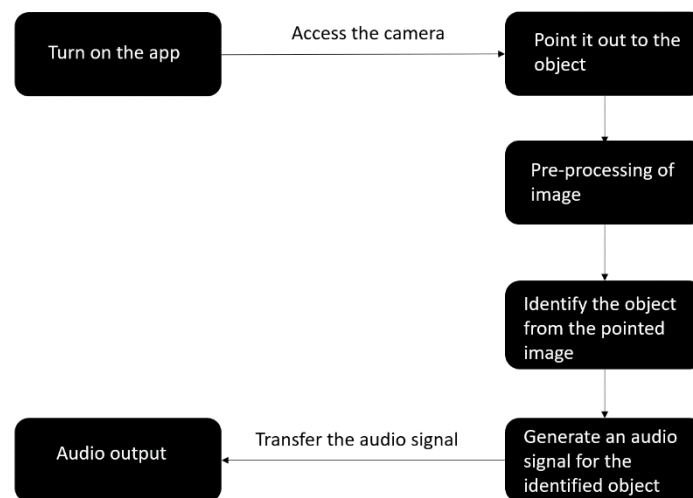 Turn on the app
Access the camera
Point it out to the
object
Pre-processing of
image
Identify the object
from the pointed
image
Generate an audio
signal for the
identified object
Transfer the audio signal
Audio output